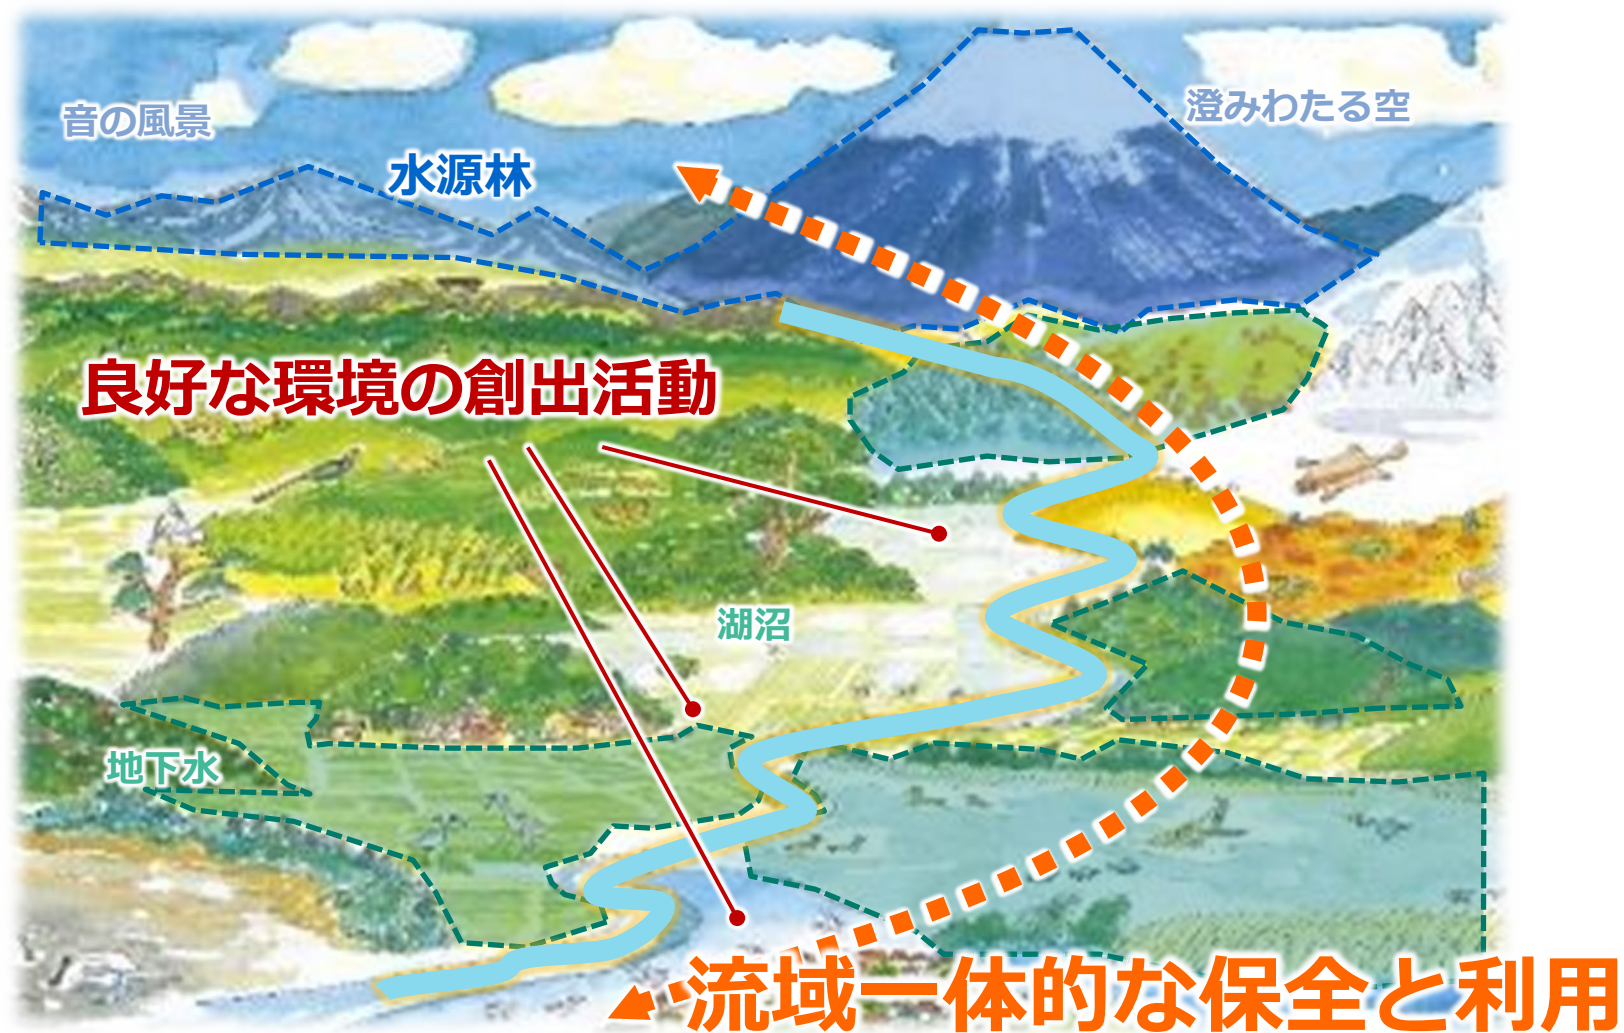 音の風景
澄みわたる空
水源林
良好な環境の創出活動
湖沼
地下水
流域一体的な保全と利用